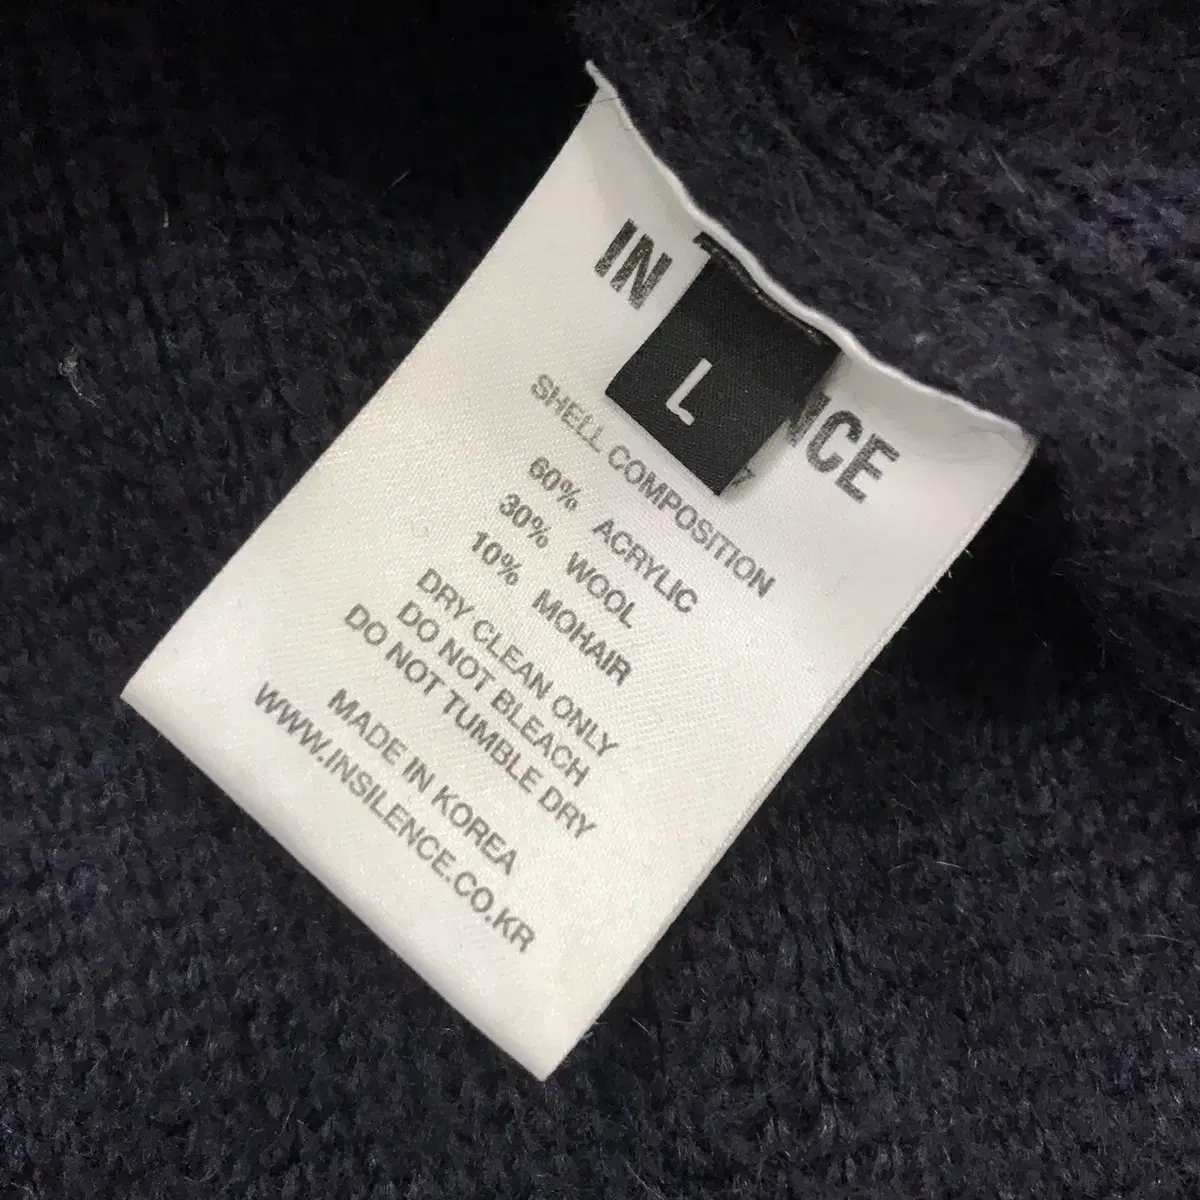 IN
NCE
L
SHELL COMPOSITION
60% ACRYLIC
30% WOOL
10% MOHAIR
DRY CLEAN ONLY
DO NOT BLEACH
DO NOT TUMBLE DRY
MADE IN KOREA
WWW.INSILENCE.CO.KR